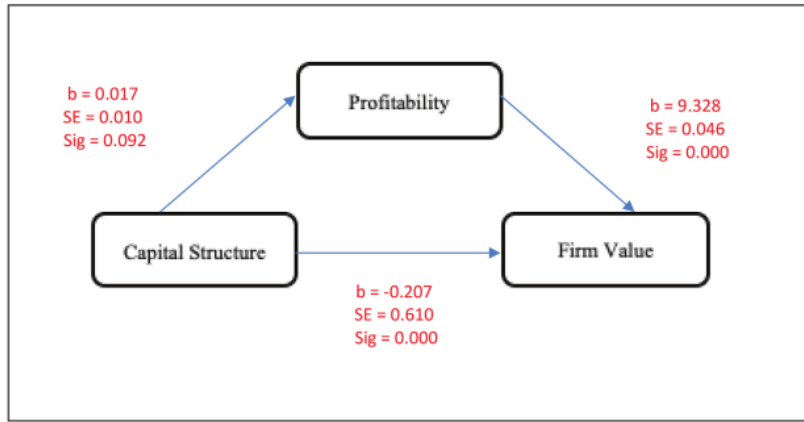 Profitability
b = 0.017
SE = 0.010
Sig = 0.092
b = 9.328
SE = 0.046
Sig = 0.000
Capital Structure
Firm Value
b = -0.207
SE = 0.610
Sig = 0.000